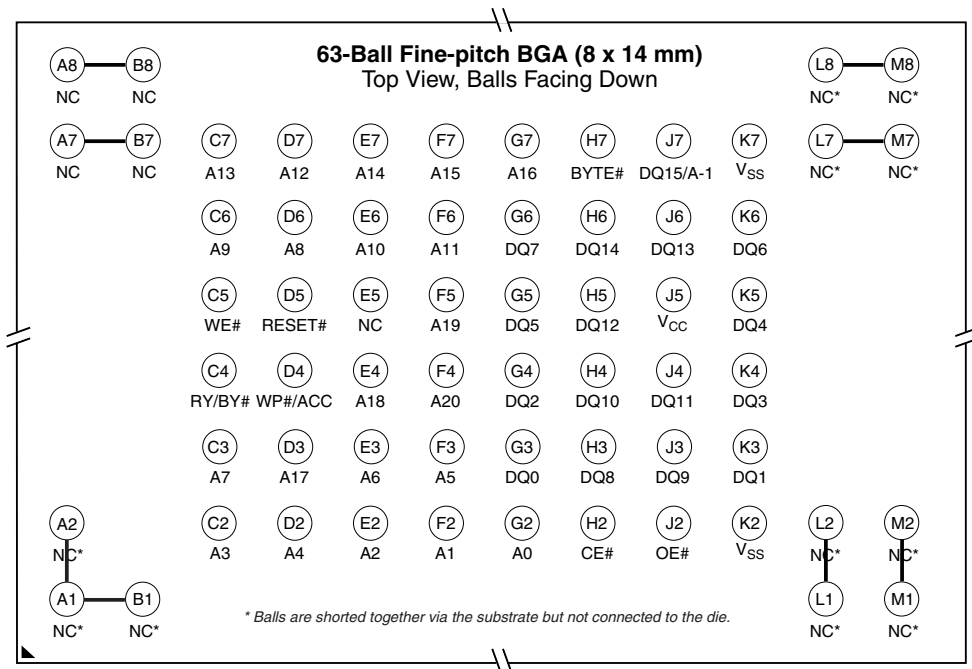 63-Ball Fine-pitch BGA (8 x 14 mm)
Top View, Balls Facing Down
A8 B8 L8 M8
NC NC NC* NC*
A7 B7 C7 D7 E7 F7 G7 H7 J7 K7 L7 M7
NC NC A13 A12 A14 A15 A16 BYTE# DQ15/A-1 VSS NC* NC*
C6 D6 E6 F6 G6 H6 J6 K6
A9 A8 A10 A11 DQ7 DQ14 DQ13 DQ6
C5 D5 E5 F5 G5 H5 J5 K5
WE# RESET# NC A19 DQ5 DQ12 VCC DQ4
C4 D4 E4 F4 G4 H4 J4 K4
RY/BY# WP#/ACC A18 A20 DQ2 DQ10 DQ11 DQ3
C3 D3 E3 F3 G3 H3 J3 K3
A7 A17 A6 A5 DQ0 DQ8 DQ9 DQ1
A2 C2 D2 E2 F2 G2 H2 J2 K2 L2 M2
NC* A3 A4 A2 A1 A0 CE# OE# VSS NC* NC*
A1 B1 L1 M1
NC* NC* NC* NC*
* Balls are shorted together via the substrate but not connected to the die.